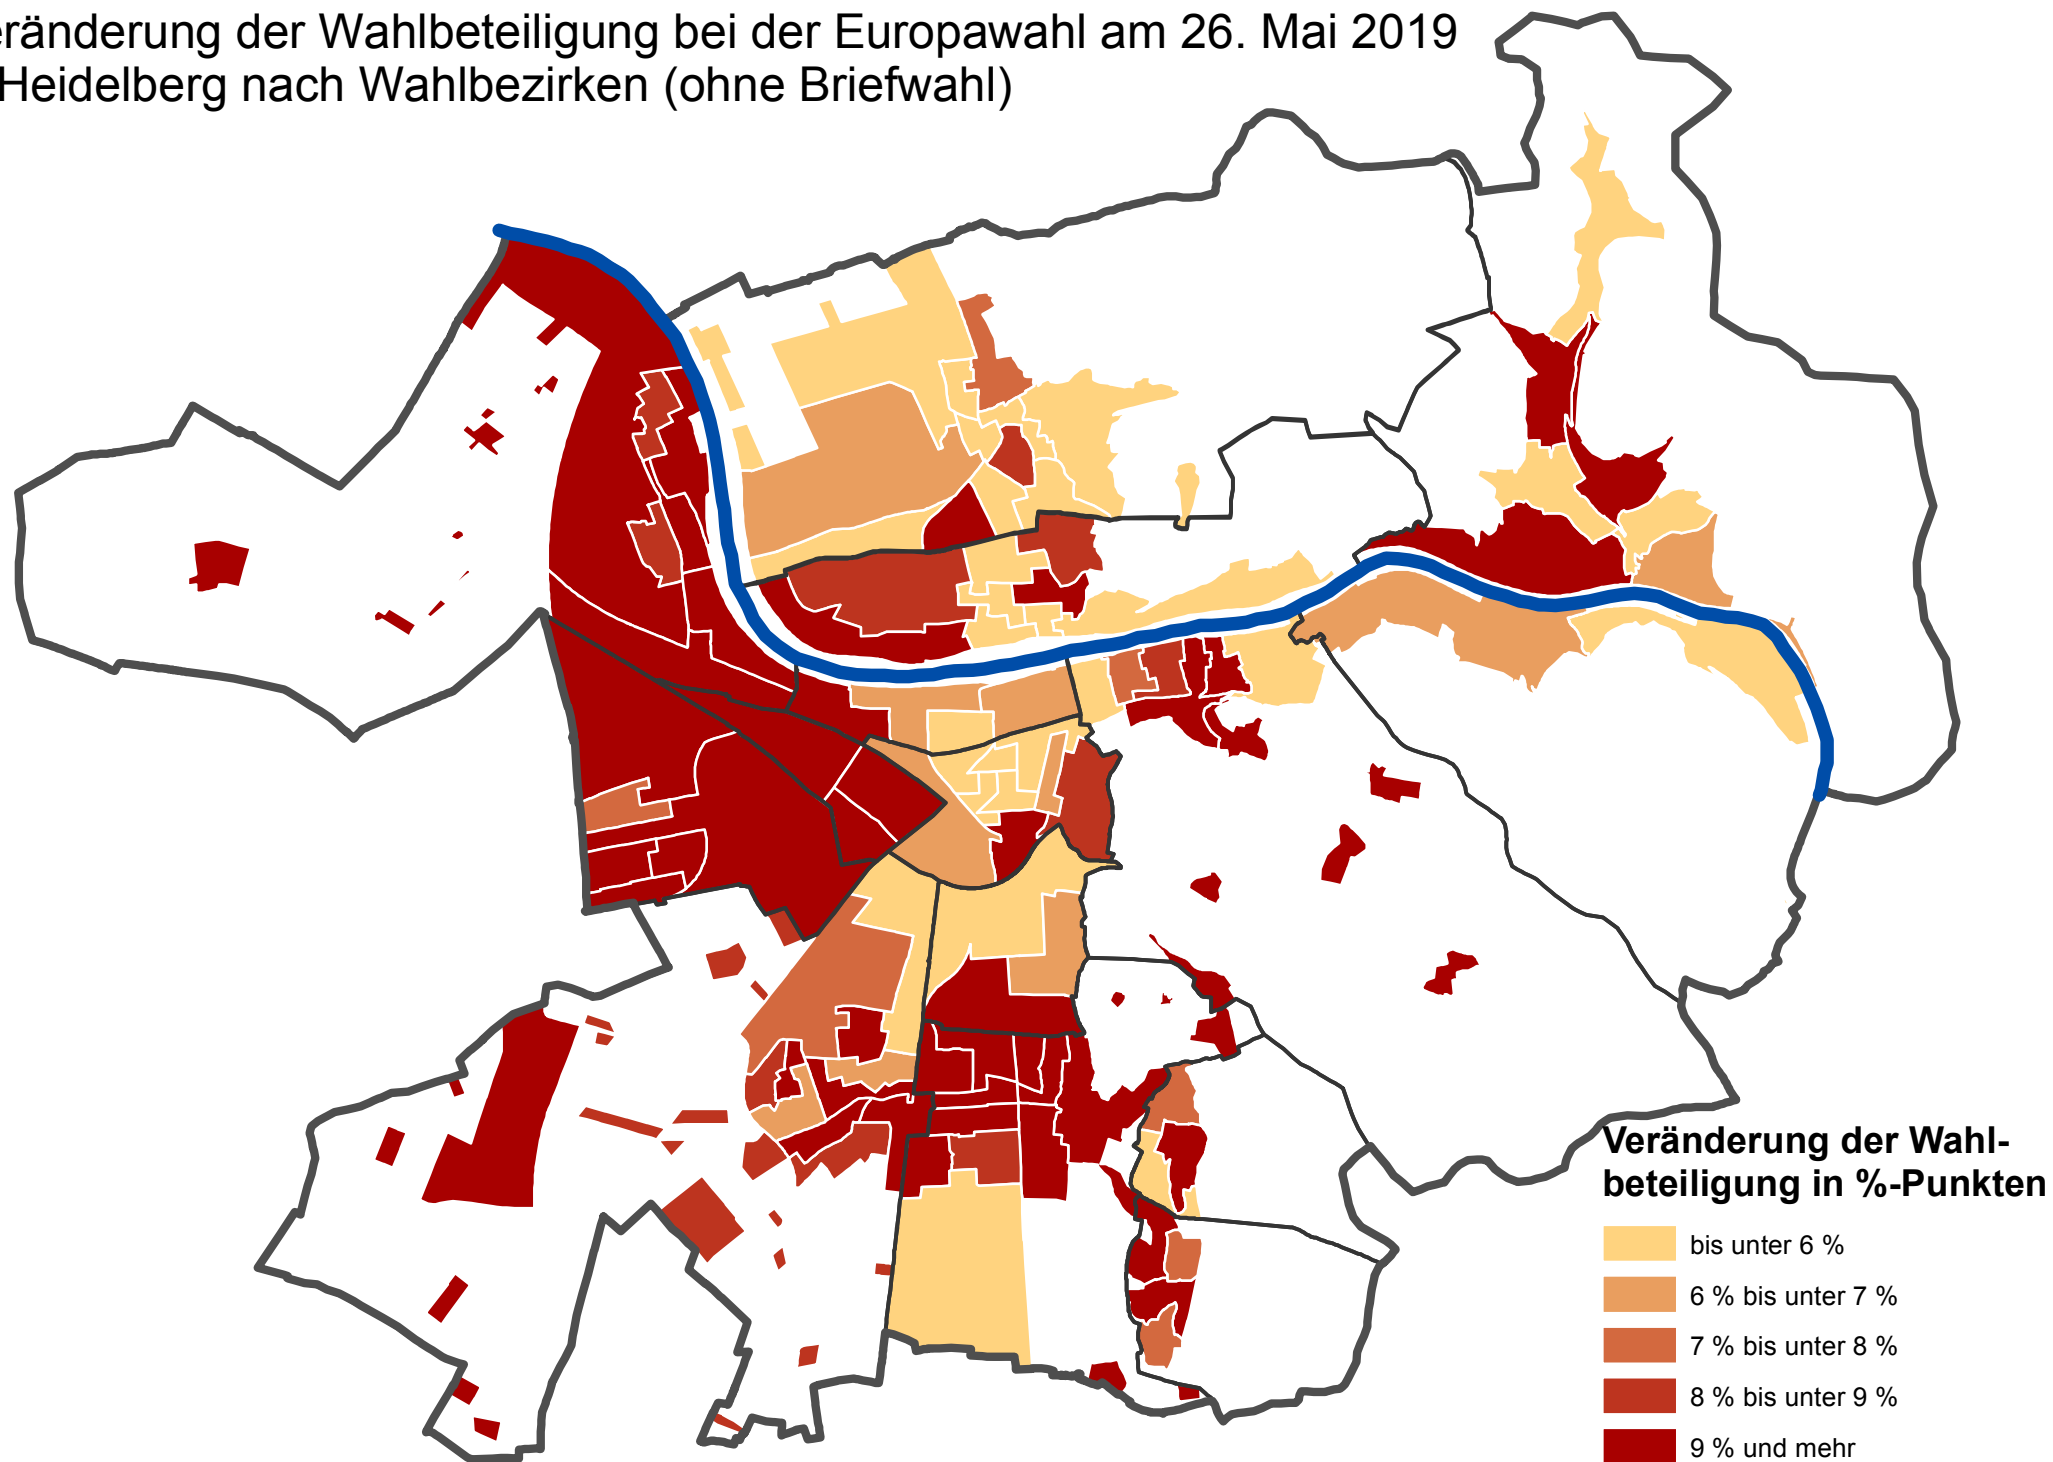 eränderung der Wahlbeteiligung bei der Europawahl am 26. Mai 2019
Heidelberg nach Wahlbezirken (ohne Briefwahl)
Veränderung der Wahl-
beteiligung in %-Punkten
bis unter 6 %
6 % bis unter 7 %
7 % bis unter 8 %
8 % bis unter 9 %
9 % und mehr